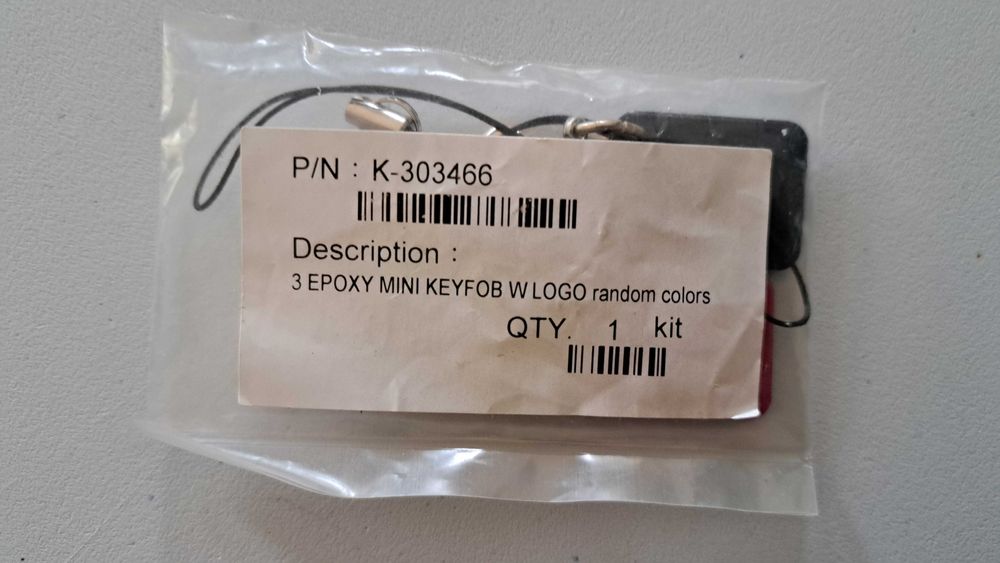 P/N : K-303466
Description :
3 EPOXY MINI KEYFOB W LOGO random colors
QTY. 1 kit